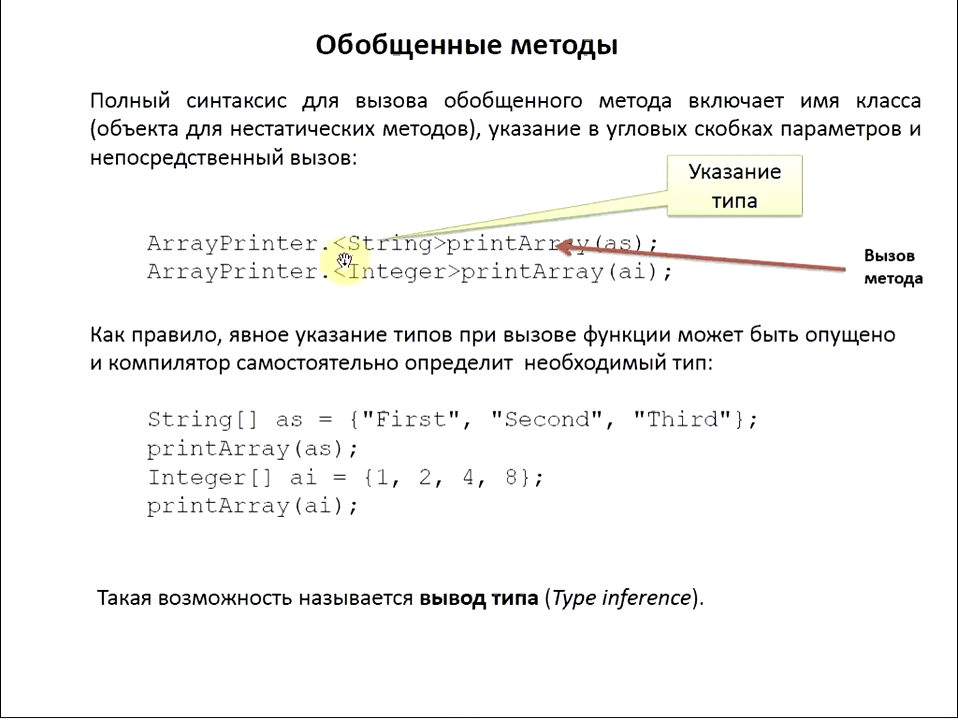 Обобщенные методы
Полный синтаксис для вызова обобщенного метода включает имя класса
(объекта для нестатических методов), указание в угловых скобках параметров и
непосредственный вызов:
Указание
типа
ArrayPrinter.<String>printArray(as);
ArrayPrinter.<Integer>printArray(ai);
Вызов
метода
Как правило, явное указание типов при вызове функции может быть опущено
и компилятор самостоятельно определит необходимый тип:
String[] as = {"First", "Second", "Third"};
printArray(as);
Integer[] ai = {1, 2, 4, 8};
printArray(ai);
Такая возможность называется вывод типа (Type inference).